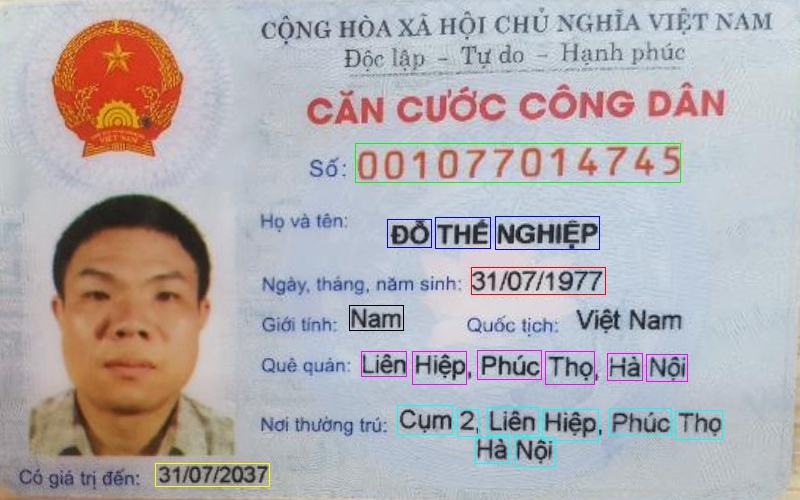 CỘNG HÒA XÃ HỘI CHỦ NGHĨA VIỆT NAM
Độc lập - Tự do - Hạnh phúc
CĂN CƯỚC CÔNG DÂN
Số: 001077014745
Họ và tên: ĐỖ THẾ NGHIỆP
Ngày, tháng, năm sinh: 31/07/1977
Giới tính: Nam Quốc tịch: Việt Nam
Quê quán: Liên Hiệp, Phúc Thọ, Hà Nội
Nơi thường trú: Cụm 2, Liên Hiệp, Phúc Thọ
Hà Nội
Có giá trị đến: 31/07/2037